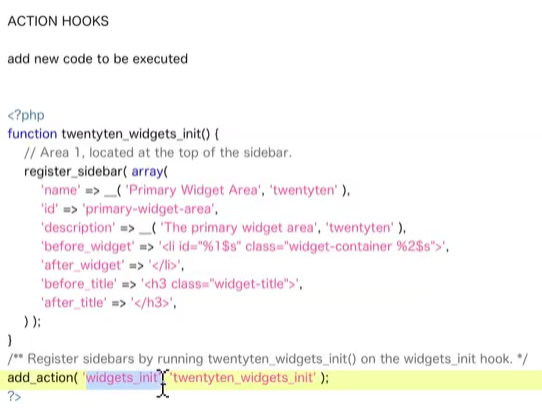 ACTION HOOKS
add new code to be executed
<?php
function twentyten_widgets_init() {
// Area 1, located at the top of the sidebar.
register_sidebar( array(
'name' => __( 'Primary Widget Area', 'twentyten' ),
'id' => 'primary-widget-area',
'description' => __( 'The primary widget area', 'twentyten' ),
'before_widget' => '<li id="%1$s" class="widget-container %2$s">',
'after_widget' => '</li>',
'before_title' => '<h3 class="widget-title">',
'after_title' => '</h3>',
) );
}
/** Register sidebars by running twentyten_widgets_init() on the widgets_init hook. */
add_action( 'widgets_init', 'twentyten_widgets_init' );
?>